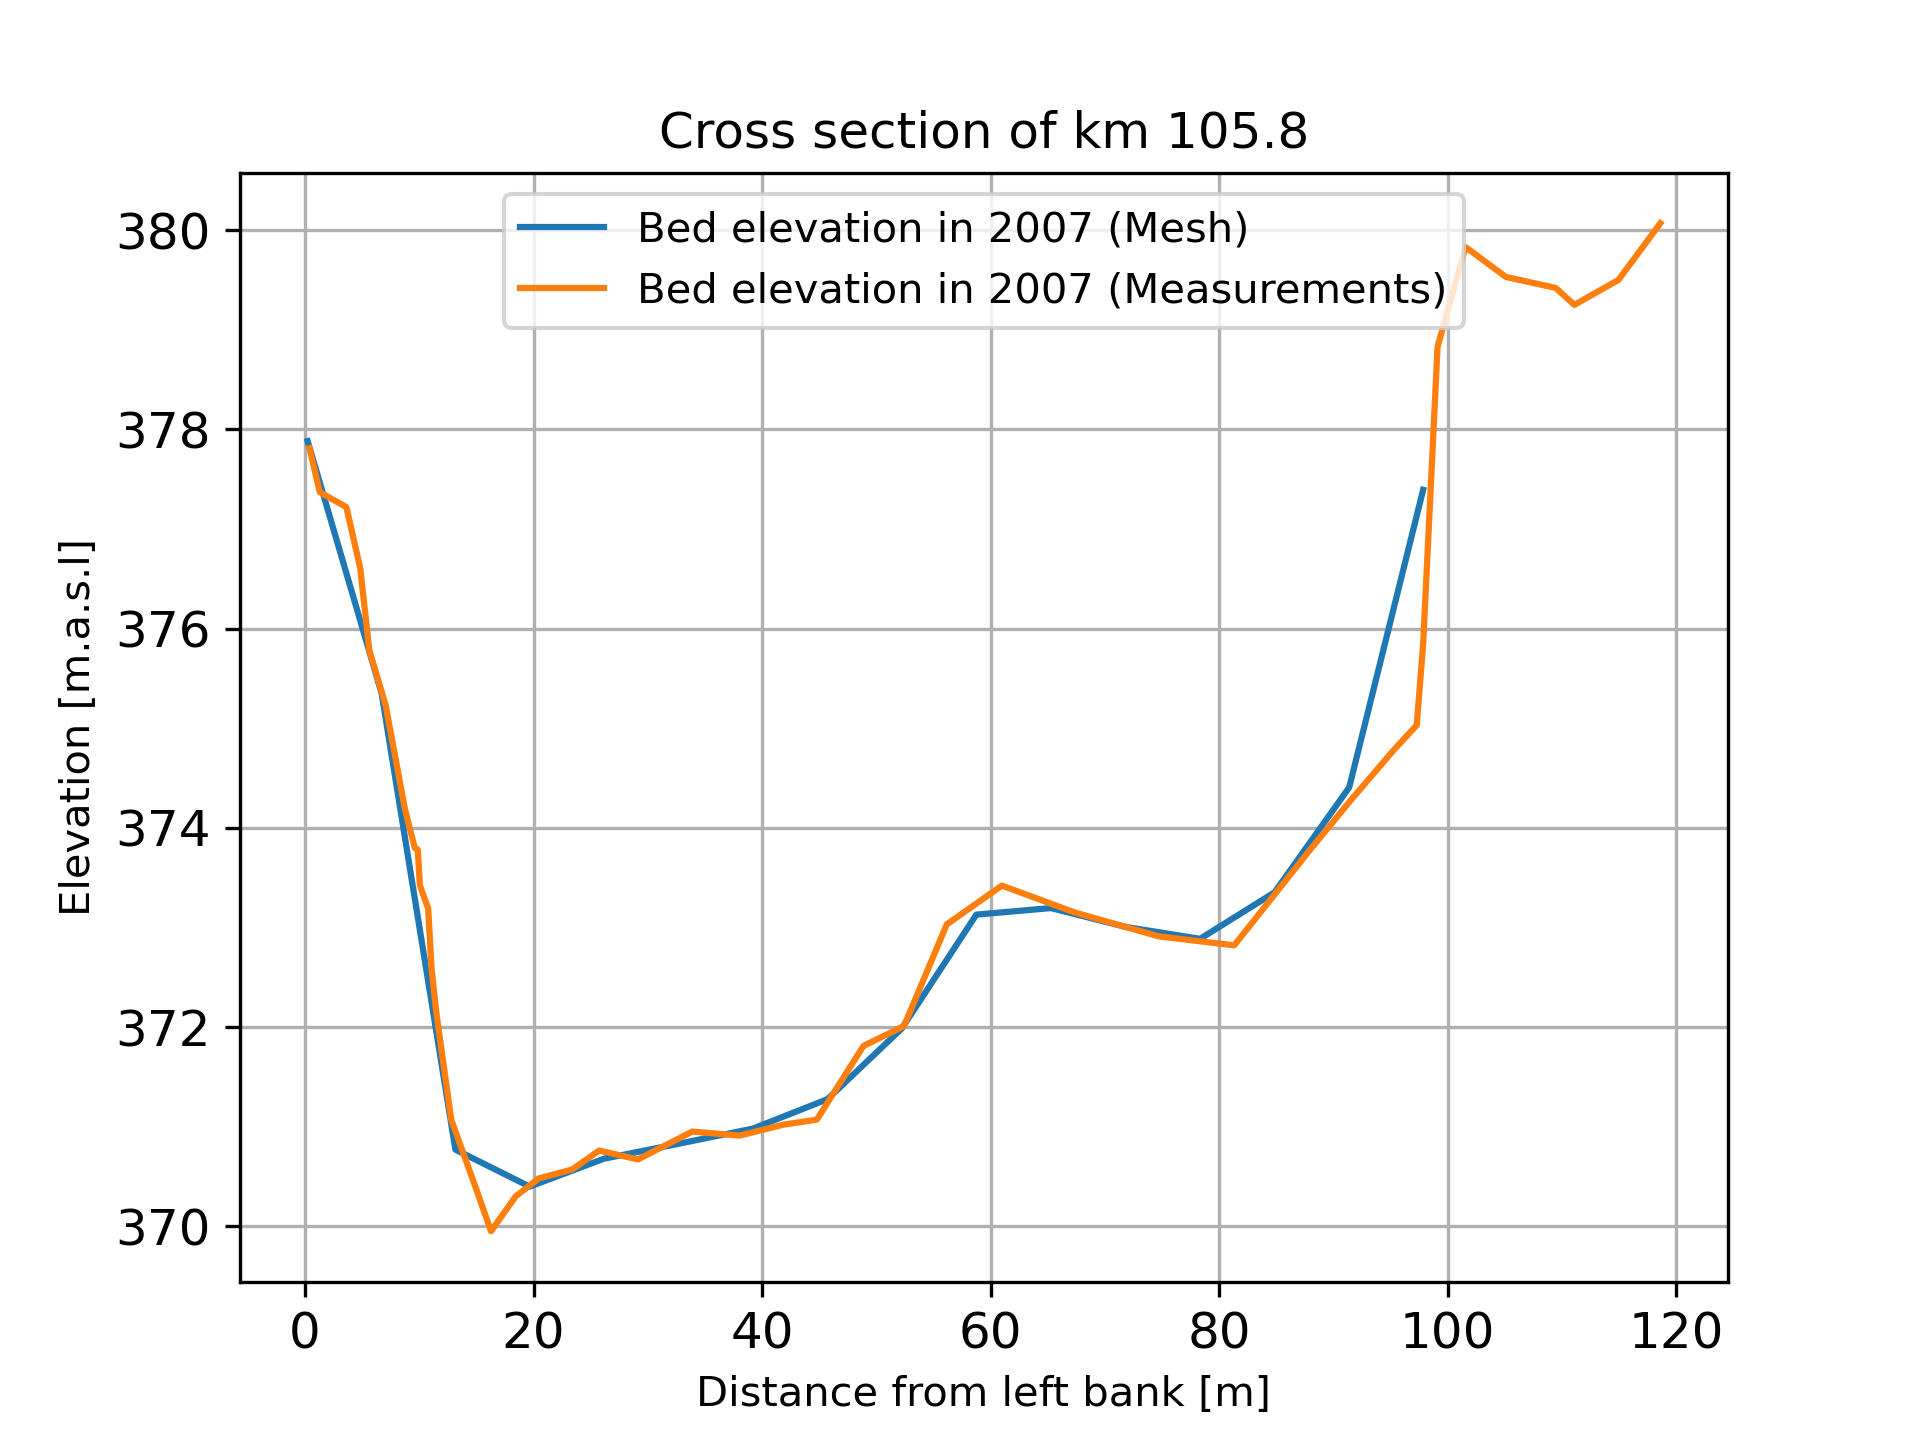 Cross section of km 105.8
Bed elevation in 2007 (Mesh)
Bed elevation in 2007 (Measurements)
Elevation [m.a.s.l]
380
378
376
374
372
370
0 20 40 60 80 100 120
Distance from left bank [m]